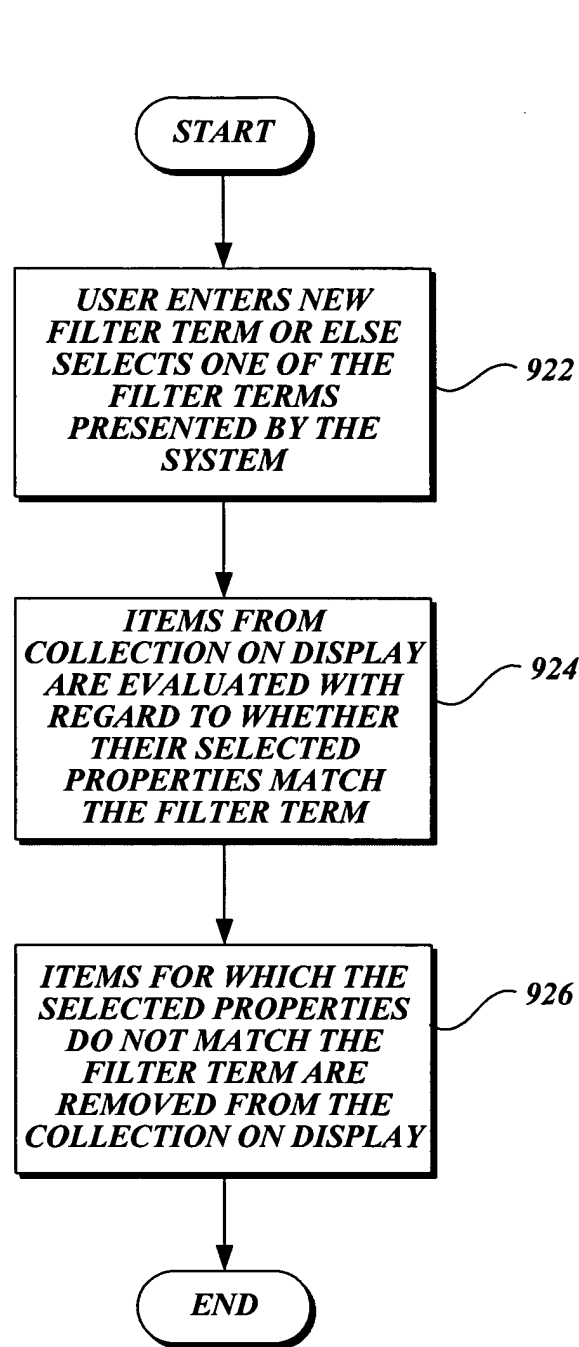 START
USER ENTERS NEW
FILTER TERM OR ELSE
SELECTS ONE OF THE
FILTER TERMS
PRESENTED BY THE
SYSTEM
922
ITEMS FROM
COLLECTION ON DISPLAY
ARE EVALUATED WITH
REGARD TO WHETHER
THEIR SELECTED
PROPERTIES MATCH
THE FILTER TERM
924
ITEMS FOR WHICH THE
SELECTED PROPERTIES
DO NOT MATCH THE
FILTER TERM ARE
REMOVED FROM THE
COLLECTION ON DISPLAY
926
END